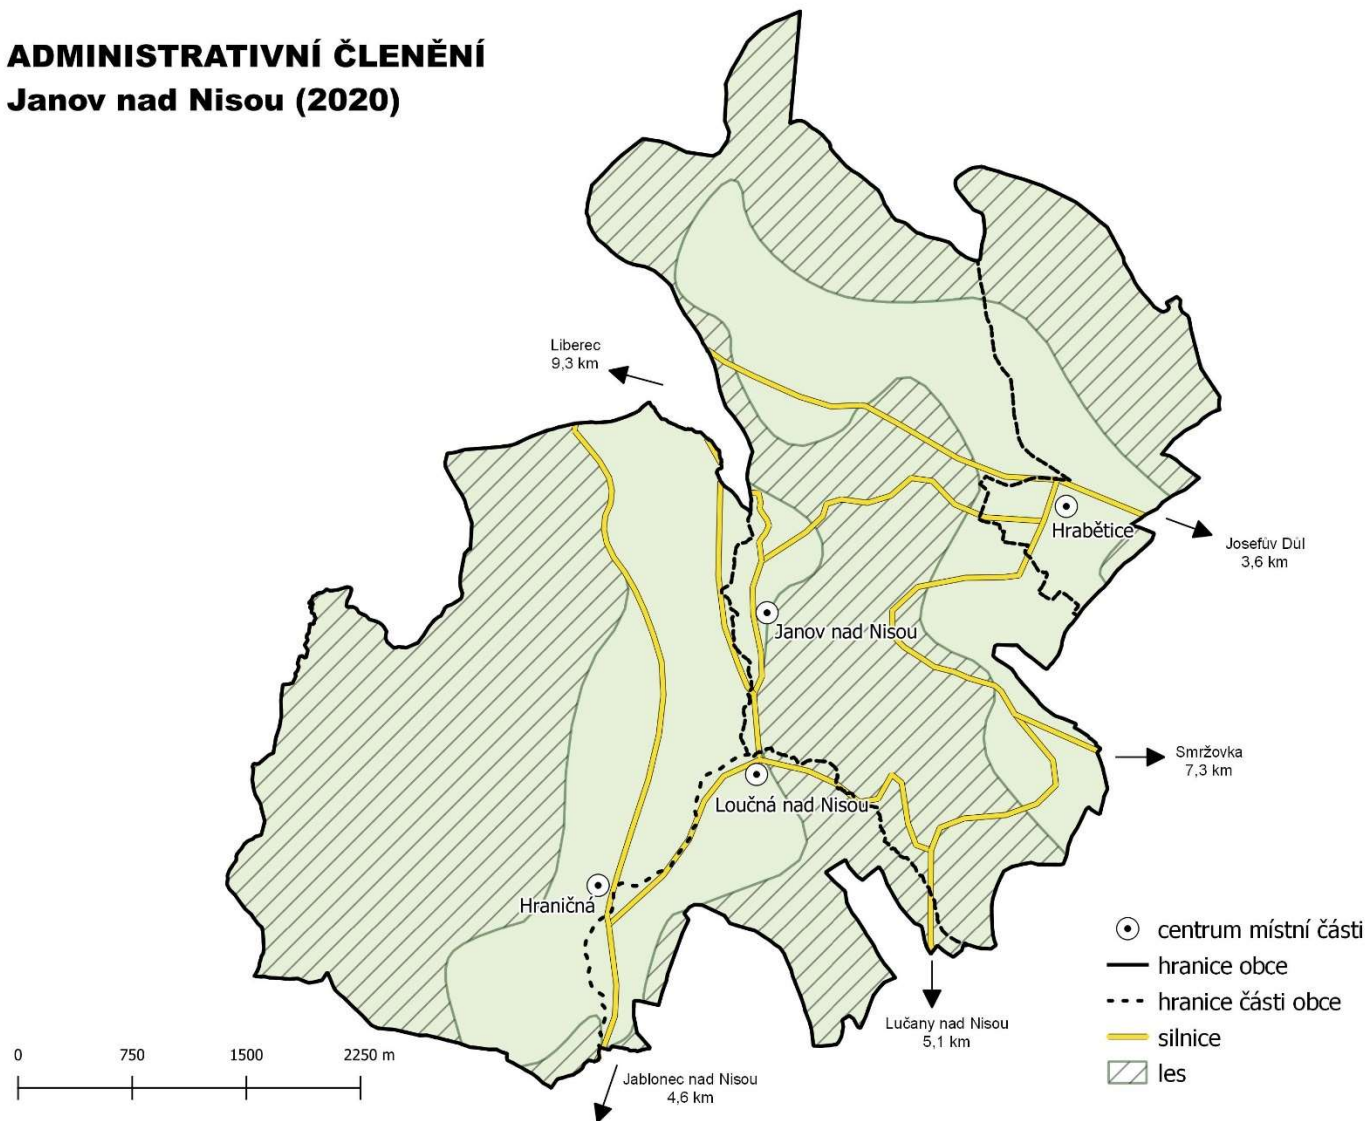 ADMINISTRATIVNÍ ČLENĚNÍ
Janov nad Nisou (2020)
Liberec
9,3 km
Hrabětice
Josefův Důl
3,6 km
Janov nad Nisou
Smržovka
7,3 km
Loučná nad Nisou
Hraničná
centrum místní části
hranice obce
hranice části obce
silnice
les
Lučany nad Nisou
5,1 km
Jablonec nad Nisou
4,6 km
0 750 1500 2250 m